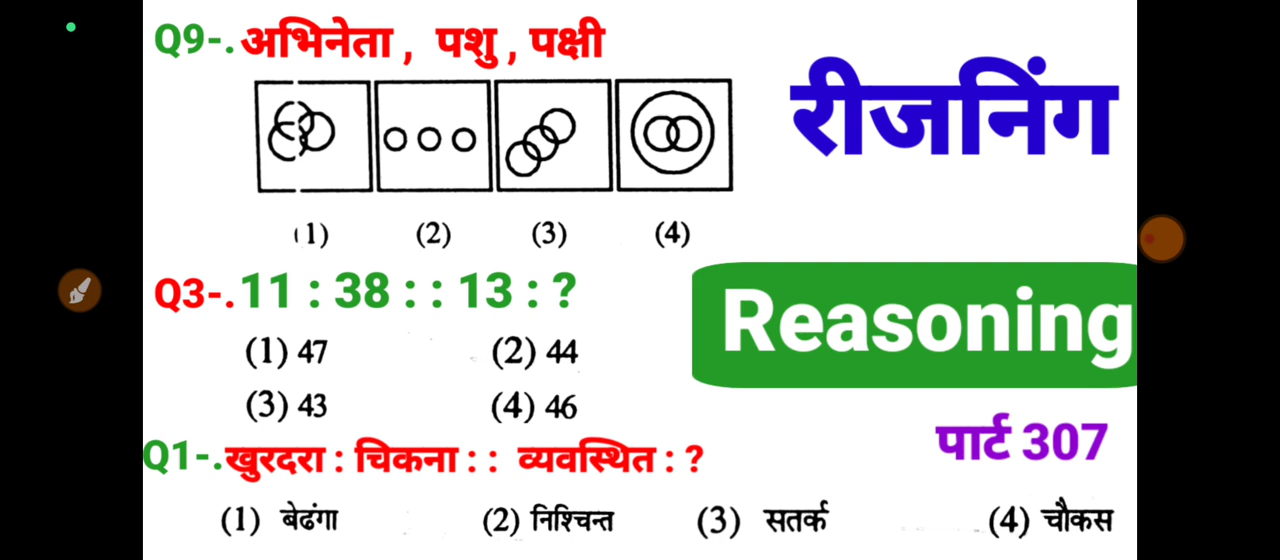 Q9-. अभिनेता , पशु , पक्षी
रीजनिंग
(1) (2) (3) (4)
Q3-. 11 : 38 : : 13 : ?
Reasoning
(1) 47 (2) 44
(3) 43 (4) 46
पार्ट 307
Q1-. खुरदरा : चिकना : : व्यवस्थित : ?
(1) बेढंगा (2) निश्चिन्त (3) सतर्क (4) चौकस